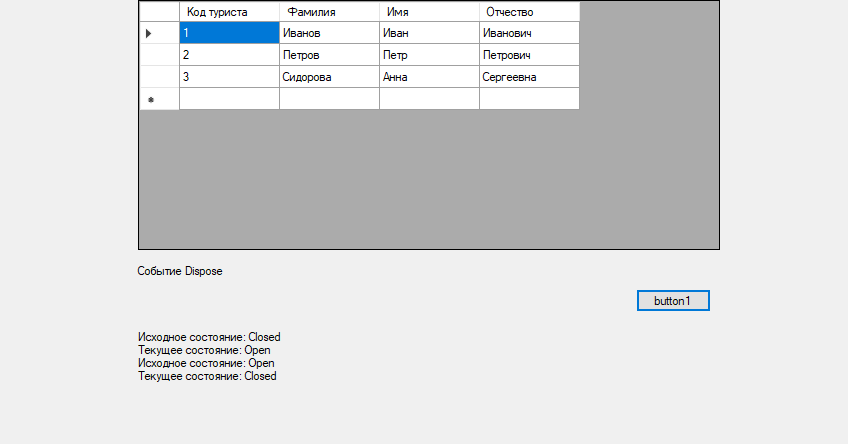 Код туриста Фамилия Имя Отчество
1 Иванов Иван Иванович
2 Петров Петр Петрович
3 Сидорова Анна Сергеевна
Событие Dispose
button1
Исходное состояние: Closed
Текущее состояние: Open
Исходное состояние: Open
Текущее состояние: Closed